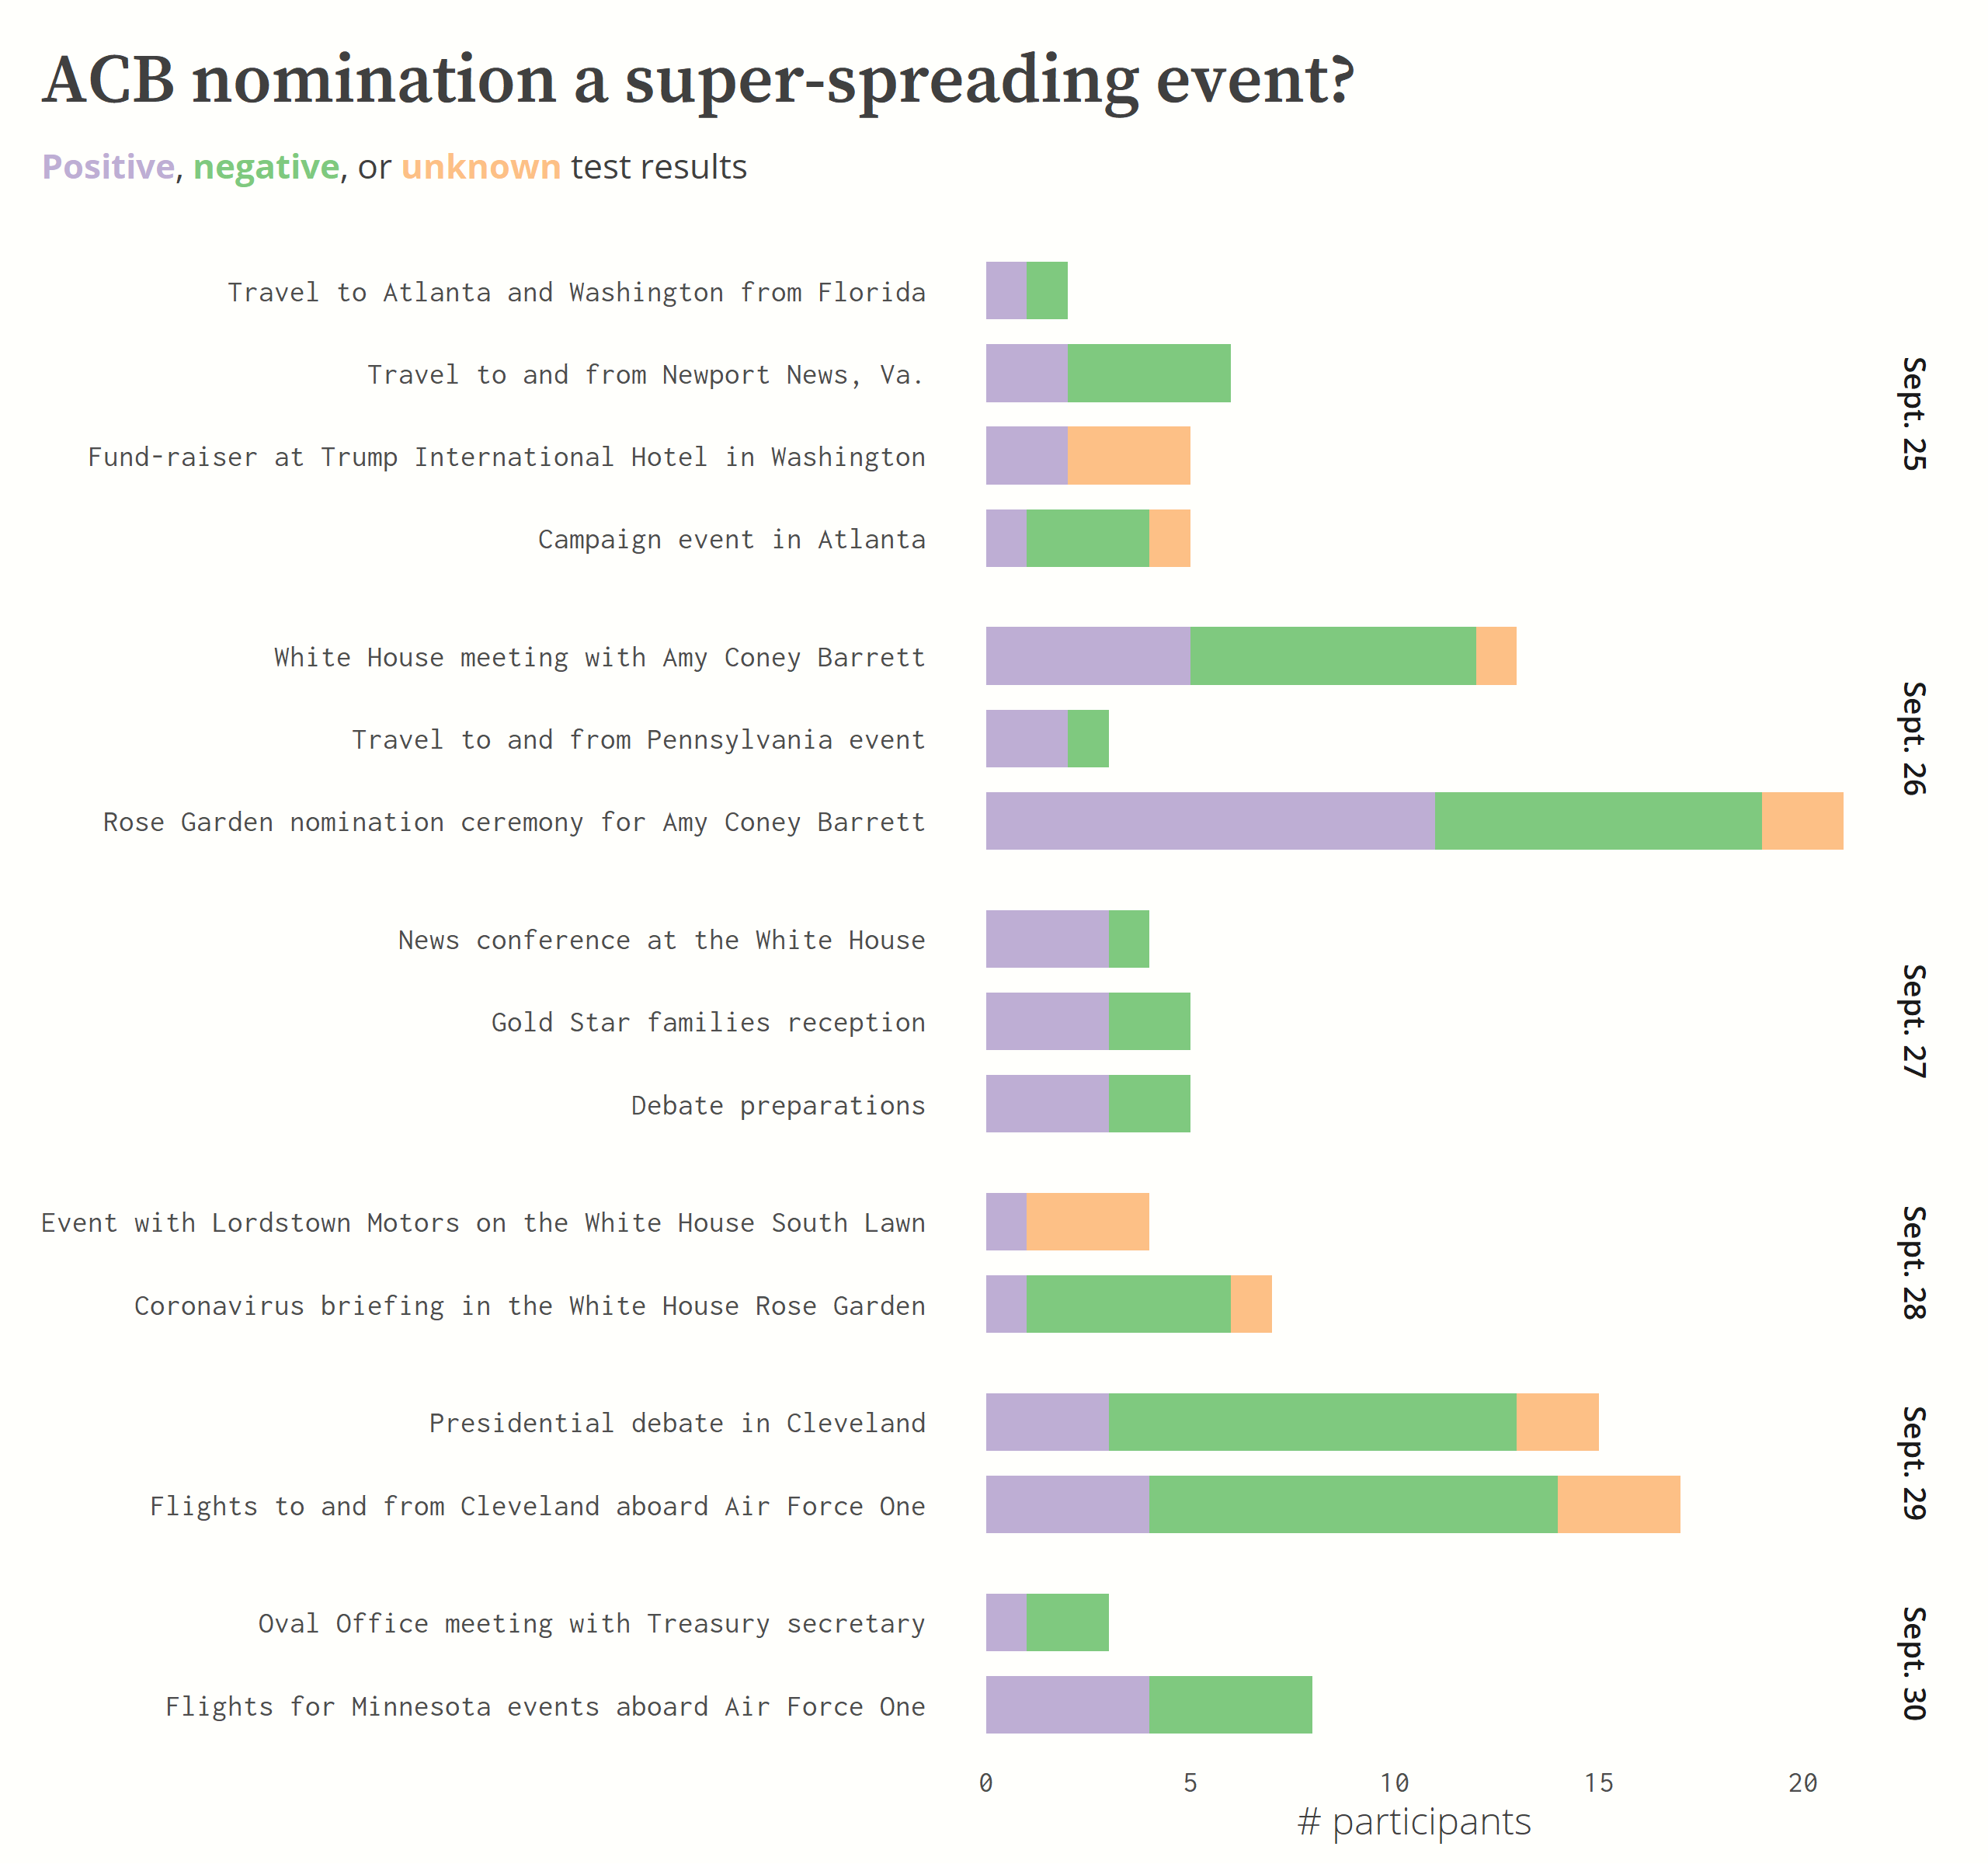 ACB nomination a super-spreading event?
Positive, negative, or unknown test results
Travel to Atlanta and Washington from Florida
Travel to and from Newport News, Va.
Fund-raiser at Trump International Hotel in Washington
Campaign event in Atlanta
Sept. 25
White House meeting with Amy Coney Barrett
Travel to and from Pennsylvania event
Rose Garden nomination ceremony for Amy Coney Barrett
Sept. 26
News conference at the White House
Gold Star families reception
Debate preparations
Sept. 27
Event with Lordstown Motors on the White House South Lawn
Coronavirus briefing in the White House Rose Garden
Sept. 28
Presidential debate in Cleveland
Flights to and from Cleveland aboard Air Force One
Sept. 29
Oval Office meeting with Treasury secretary
Flights for Minnesota events aboard Air Force One
Sept. 30
0 5 10 15 20
# participants